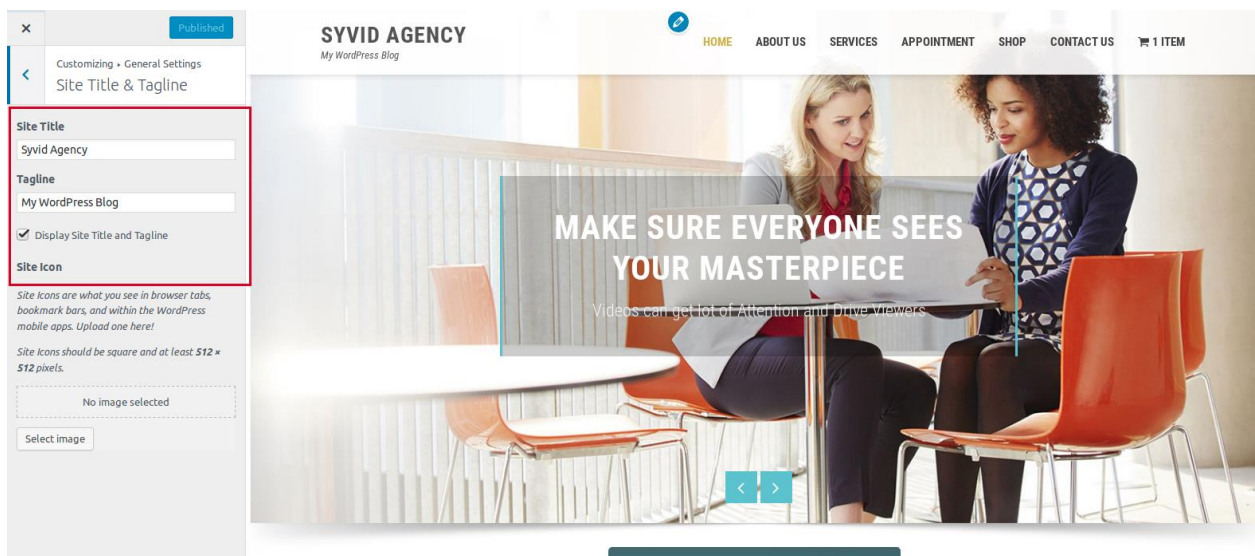 Published
Customizing ▸ General Settings
Site Title & Tagline
Site Title
Syvid Agency
Tagline
My WordPress Blog
Display Site Title and Tagline
Site Icon
Site Icons are what you see in browser tabs,
bookmark bars, and within the WordPress
mobile apps. Upload one here!
Site Icons should be square and at least 512 ×
512 pixels.
No image selected
Select image
SYVID AGENCY
My WordPress Blog
HOME ABOUT US SERVICES APPOINTMENT SHOP CONTACT US 1 ITEM
MAKE SURE EVERYONE SEES
YOUR MASTERPIECE
Videos can get lot of Attention and Drive Viewers